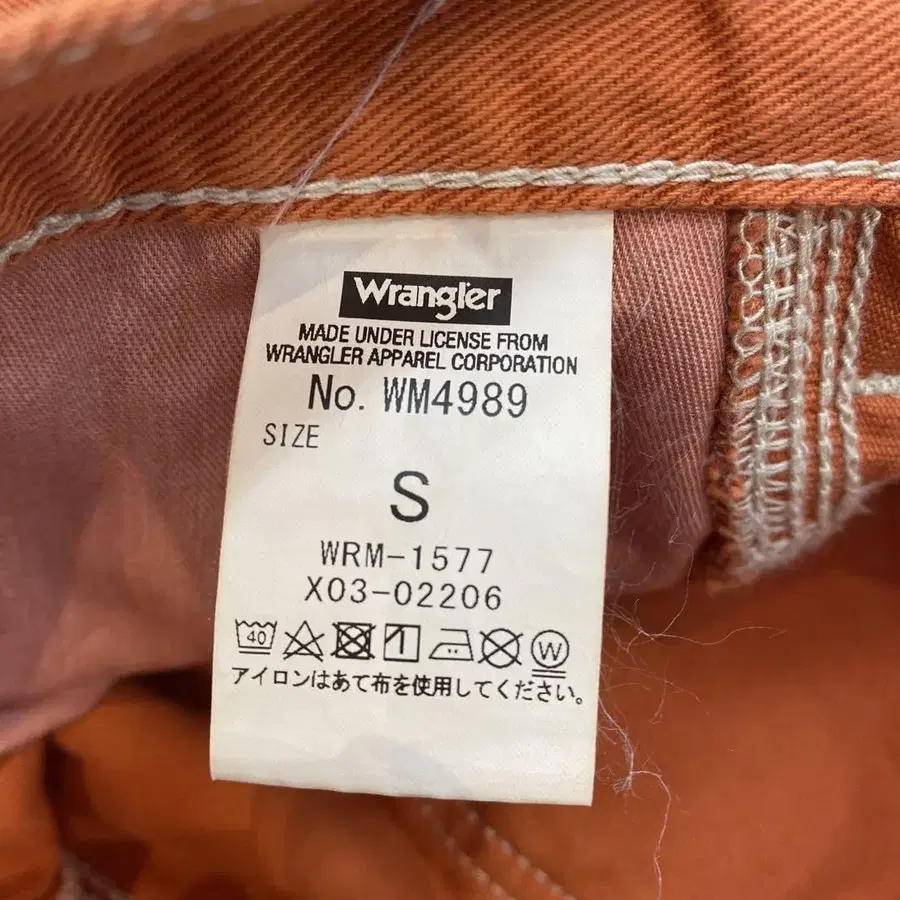 Wrangler
MADE UNDER LICENSE FROM
WRANGLER APPAREL CORPORATION
No. WM4989
SIZE
S
WRM-1577
X03-02206
40 W
アイロンはあて布を使用してください。